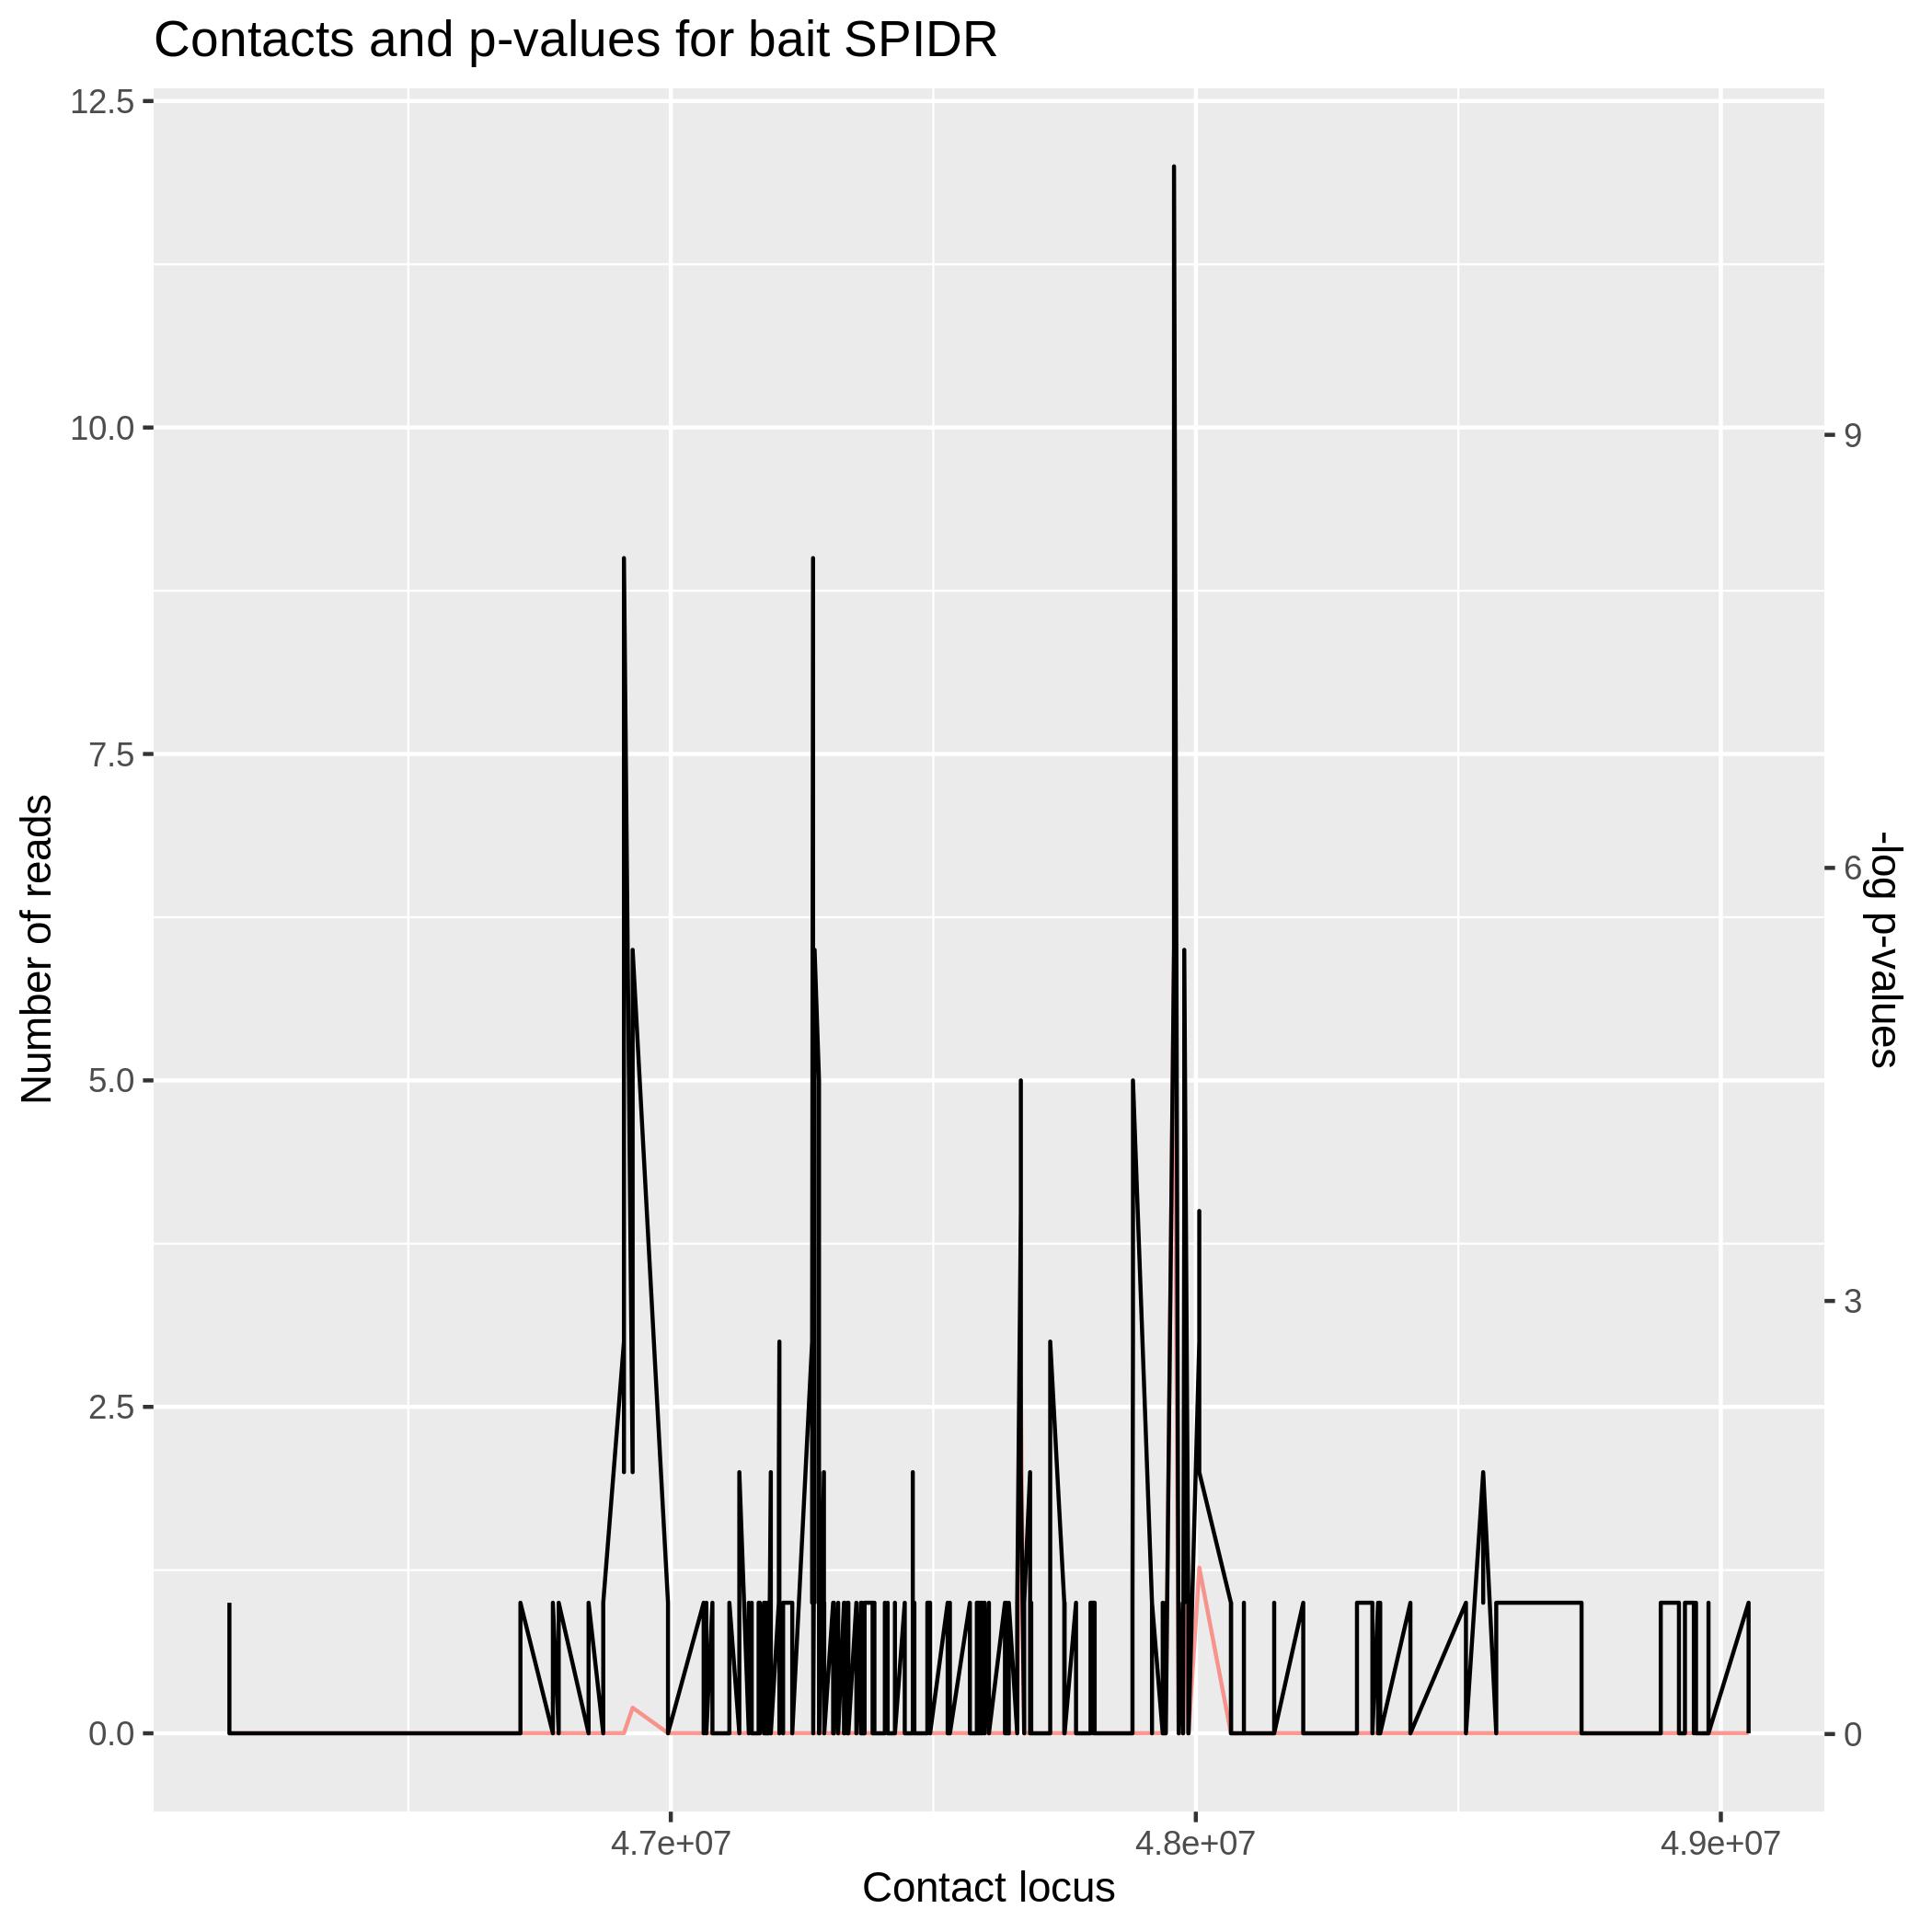 Contacts and p-values for bait SPIDR
12.5
10.0
7.5
5.0
2.5
0.0
Number of reads
9
6
3
0
-log p-values
4.7e+07
4.8e+07
4.9e+07
Contact locus